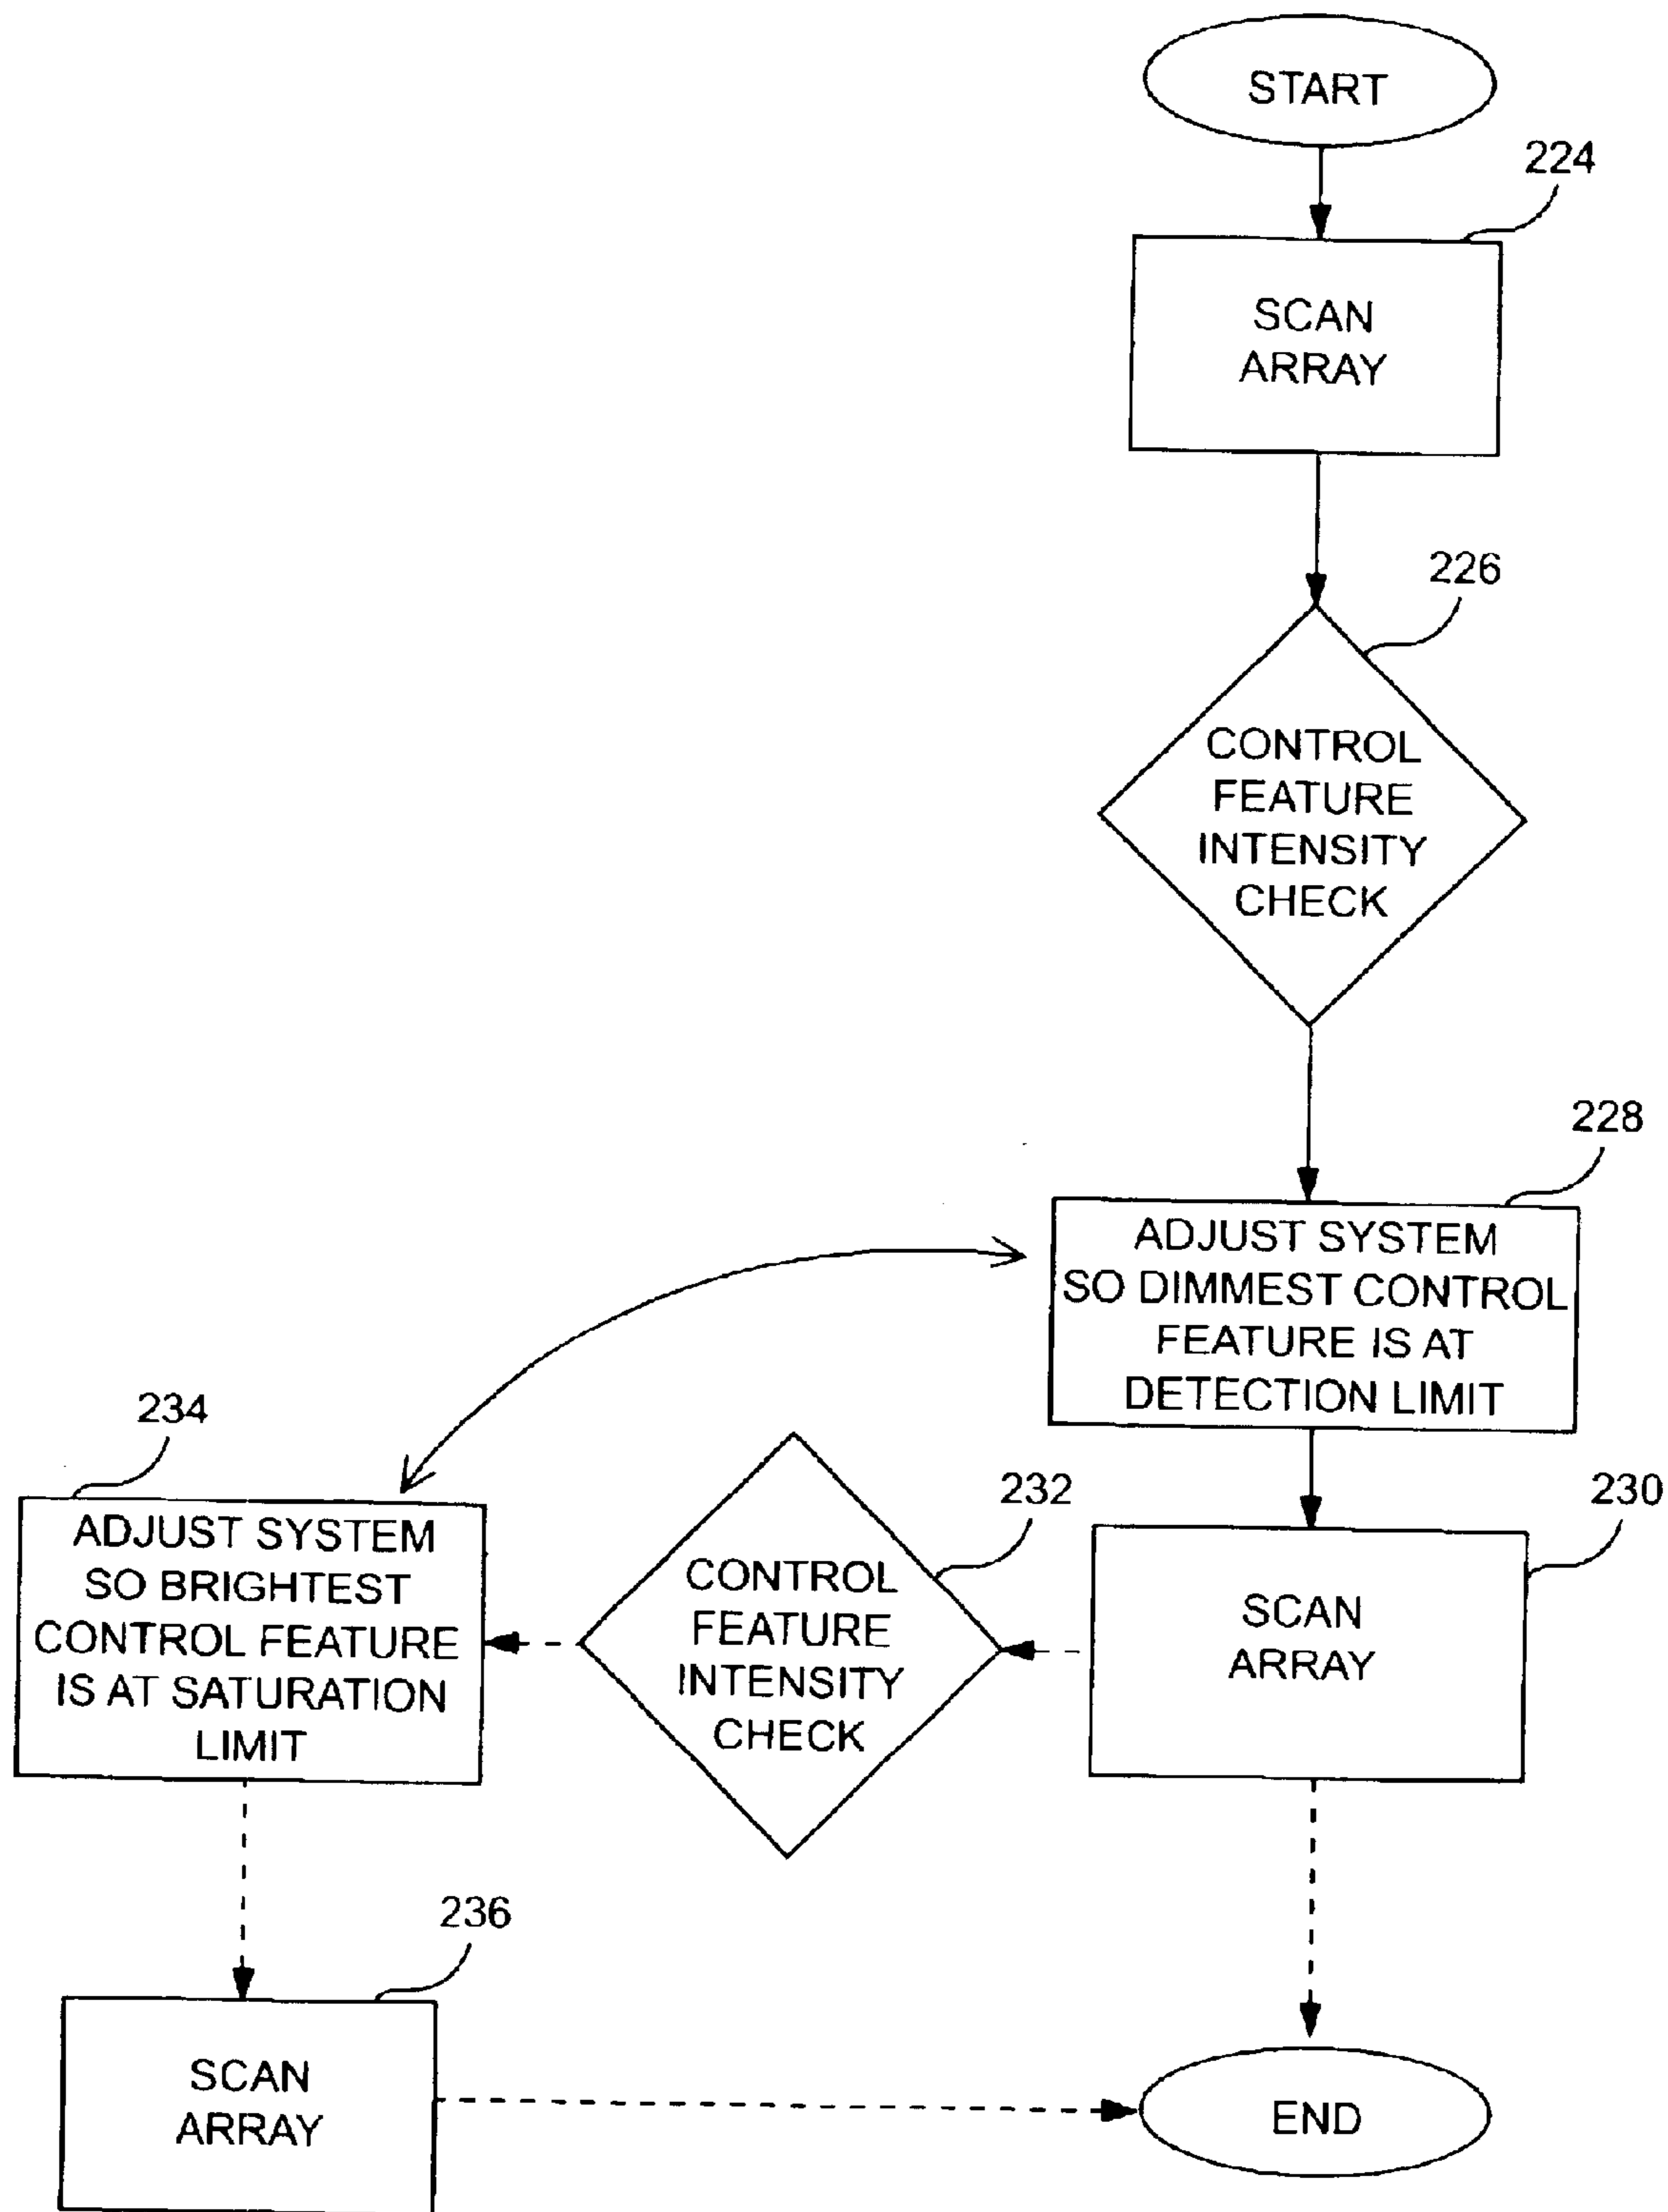 START
224
SCAN
ARRAY
226
CONTROL
FEATURE
INTENSITY
CHECK
228
ADJUST SYSTEM
SO DIMMEST CONTROL
FEATURE IS AT
DETECTION LIMIT
234
ADJUST SYSTEM
SO BRIGHTEST
CONTROL FEATURE
IS AT SATURATION
LIMIT
232
CONTROL
FEATURE
INTENSITY
CHECK
230
SCAN
ARRAY
236
SCAN
ARRAY
END